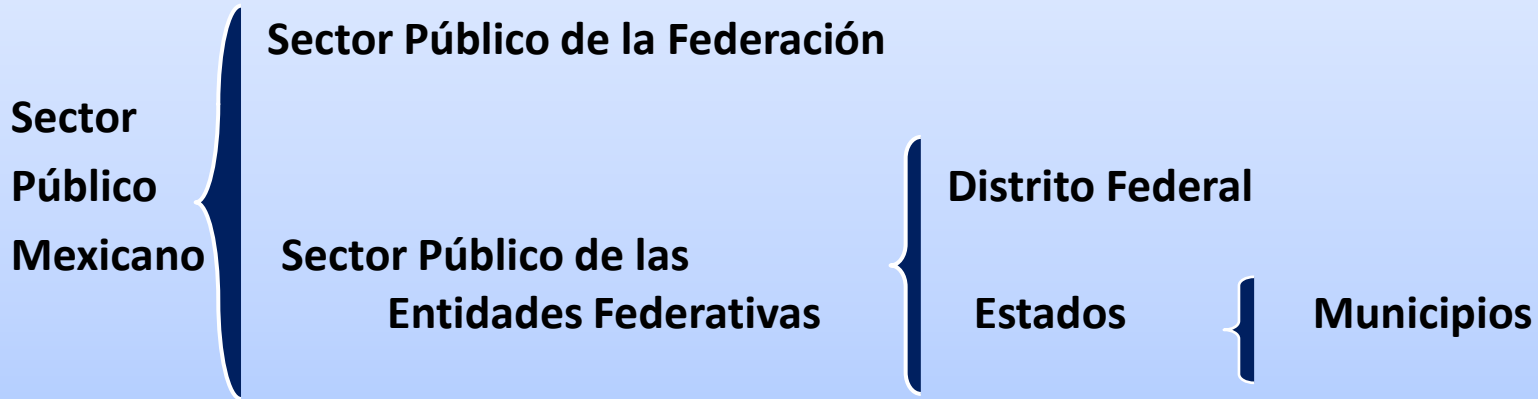 Sector Público de la Federación
Sector
Público
Mexicano
Sector Público de las
Entidades Federativas
Distrito Federal
Estados
Municipios